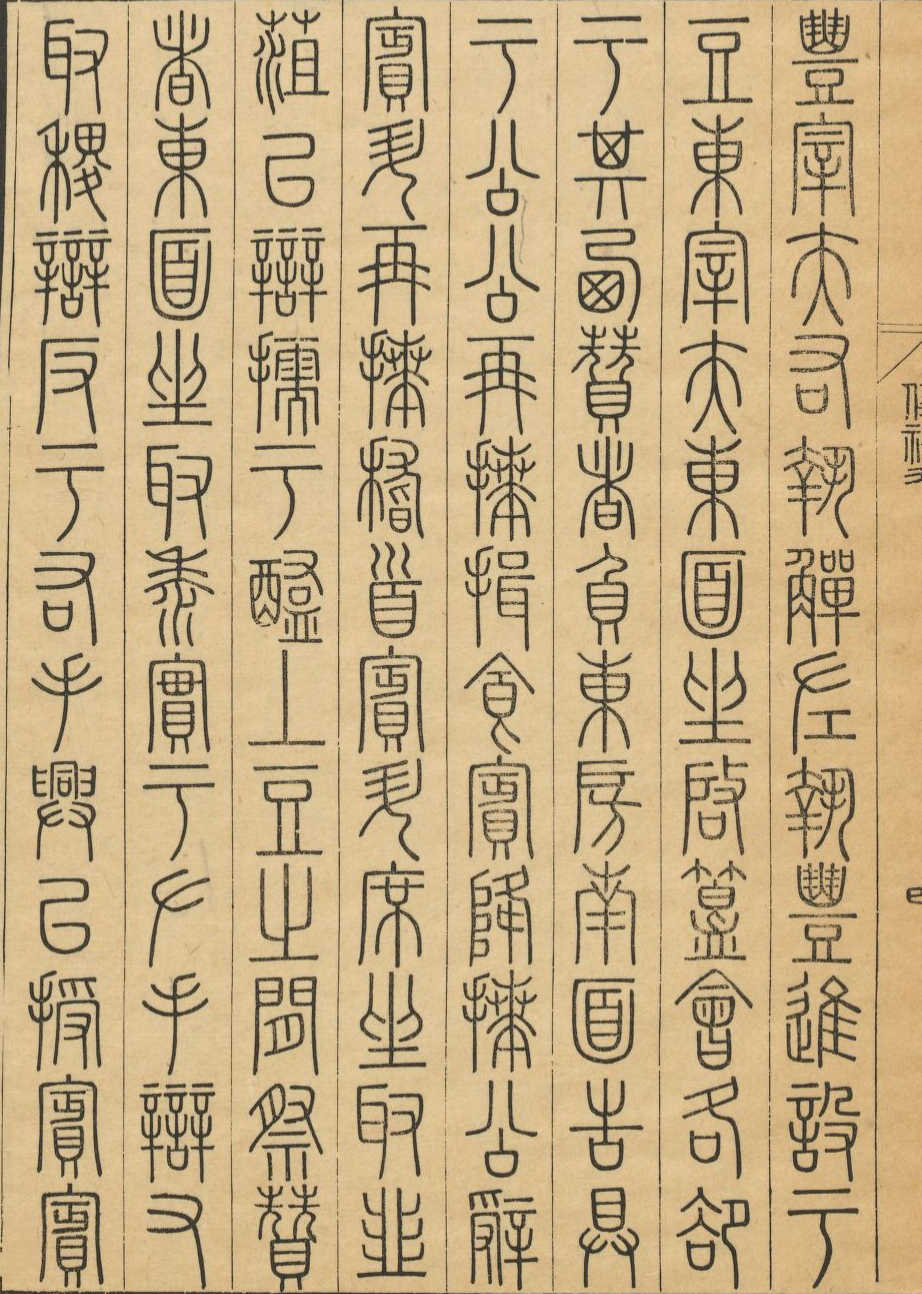 豐宰夫右執觶左執豐進設于
豆東宰夫東面坐啟簋會各卻
于其西贊者負東房南面告具
于公公再拜揖食賓降拜公辭
賓升再拜稽首賓升席坐取韭
菹以辯擩于醢上豆之間祭贊
者東面坐取黍實于左手辯又
取稷辯反于右手興以授賓賓